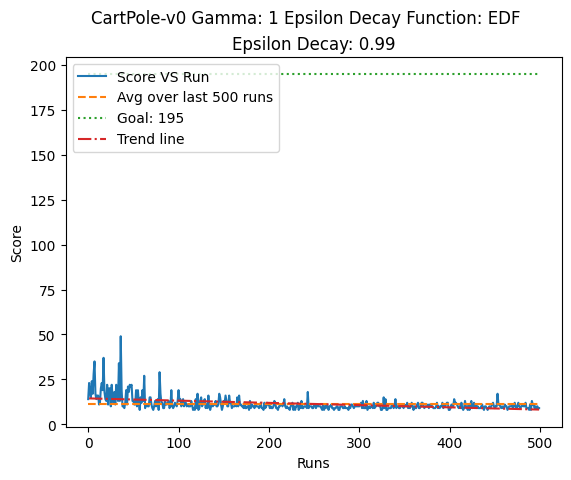 CartPole-v0 Gamma: 1 Epsilon Decay Function: EDF
Epsilon Decay: 0.99
Score VS Run
Avg over last 500 runs
Goal: 195
Trend line
200
175
150
125
100
75
50
25
0
Score
0 100 200 300 400 500
Runs